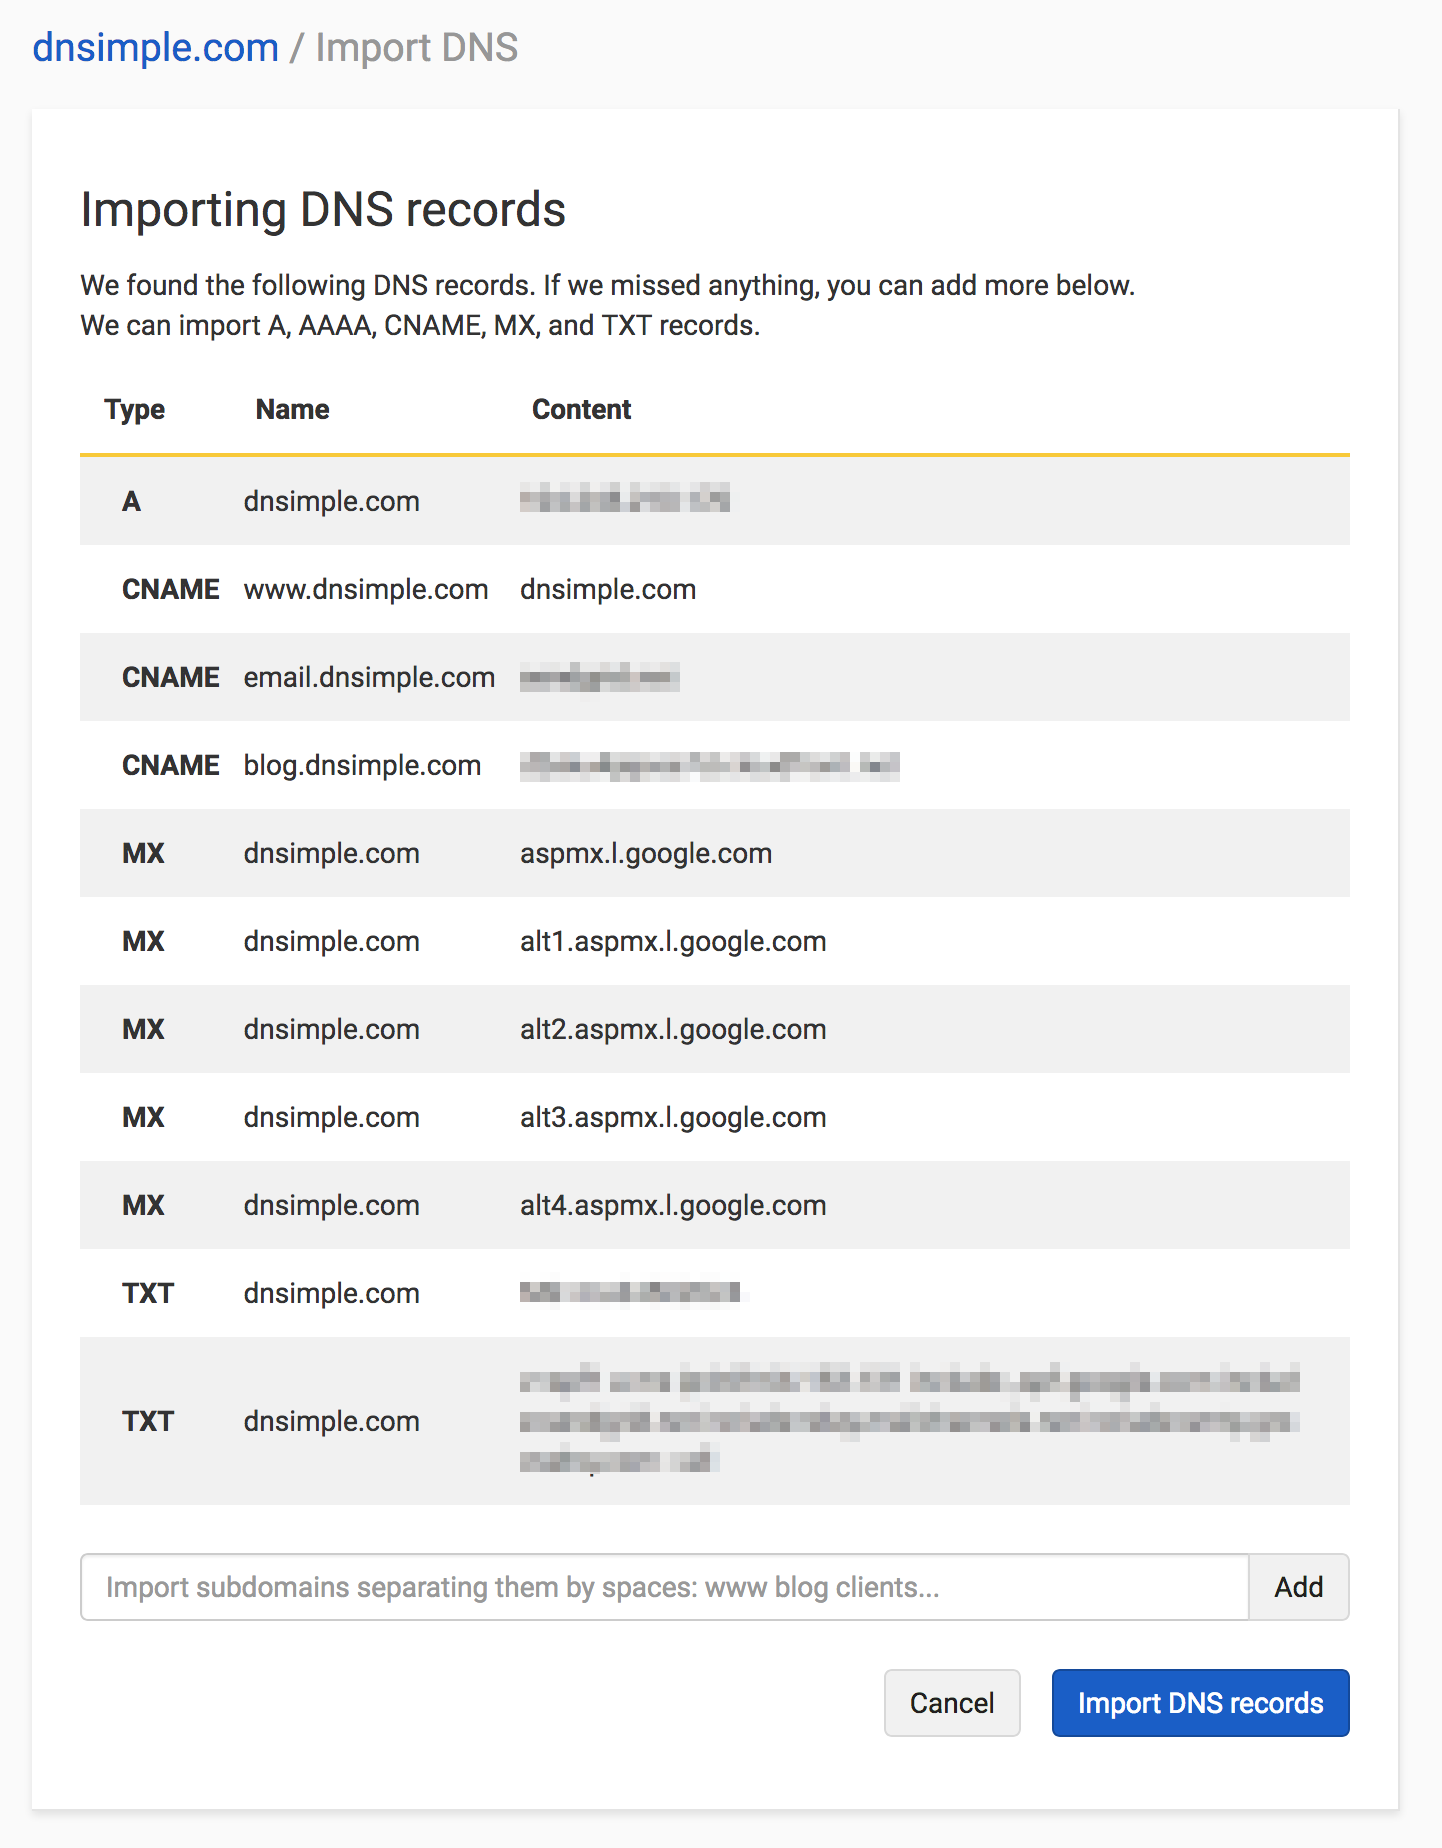 dnsimple.com / Import DNS
Importing DNS records
We found the following DNS records. If we missed anything, you can add more below.
We can import A, AAAA, CNAME, MX, and TXT records.
Type Name Content
A dnsimple.com
CNAME www.dnsimple.com dnsimple.com
CNAME email.dnsimple.com
CNAME blog.dnsimple.com
MX dnsimple.com aspmx.l.google.com
MX dnsimple.com alt1.aspmx.l.google.com
MX dnsimple.com alt2.aspmx.l.google.com
MX dnsimple.com alt3.aspmx.l.google.com
MX dnsimple.com alt4.aspmx.l.google.com
TXT dnsimple.com
TXT dnsimple.com
Import subdomains separating them by spaces: www blog clients... Add
Cancel Import DNS records